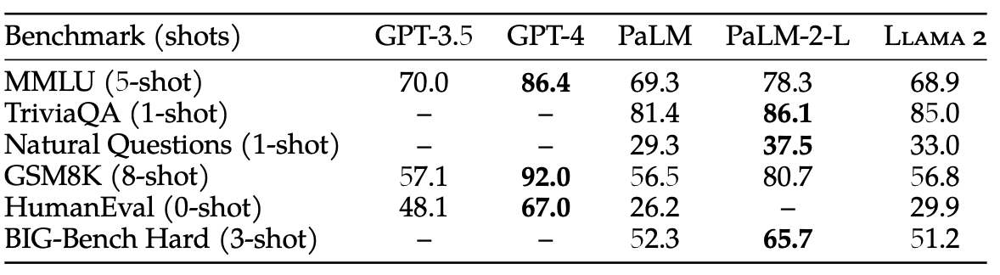 Benchmark (shots) GPT-3.5 GPT-4 PaLM PaLM-2-L LLAMA 2
MMLU (5-shot) 70.0 86.4 69.3 78.3 68.9
TriviaQA (1-shot) – – 81.4 86.1 85.0
Natural Questions (1-shot) – – 29.3 37.5 33.0
GSM8K (8-shot) 57.1 92.0 56.5 80.7 56.8
HumanEval (0-shot) 48.1 67.0 26.2 – 29.9
BIG-Bench Hard (3-shot) – – 52.3 65.7 51.2